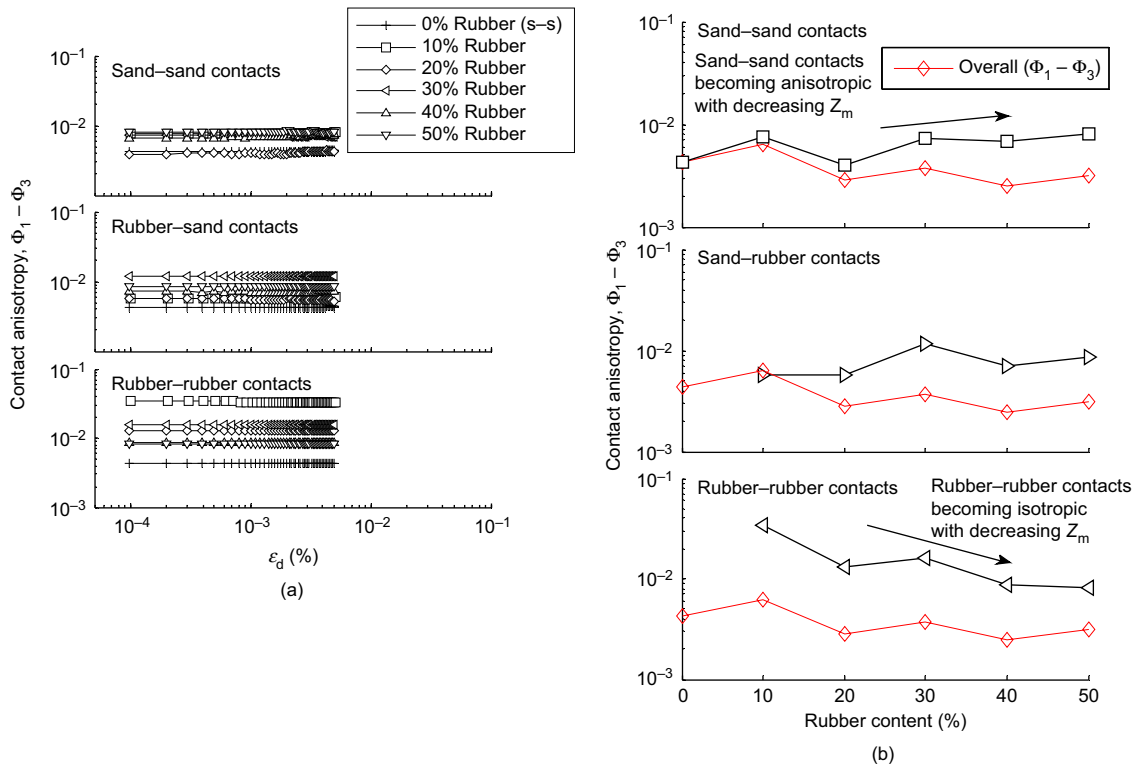 0% Rubber (s–s)
10% Rubber
20% Rubber
30% Rubber
40% Rubber
50% Rubber
Contact anisotropy, Φ1 – Φ3
10–1
Sand–sand contacts
10–2
10–1
Rubber–sand contacts
10–2
10–1
Rubber–rubber contacts
10–2
10–3
10–4
10–3
10–2
10–1
εd (%)
(a)
Contact anisotropy, Φ1 – Φ3
10–1
Sand–sand contacts
Sand–sand contacts
becoming anisotropic
with decreasing Zm
Overall (Φ1 – Φ3)
10–2
10–3
10–1
Sand–rubber contacts
10–2
10–3
10–1
Rubber–rubber contacts
Rubber–rubber contacts
becoming isotropic
with decreasing Zm
10–2
10–3
0
10
20
30
40
50
Rubber content (%)
(b)